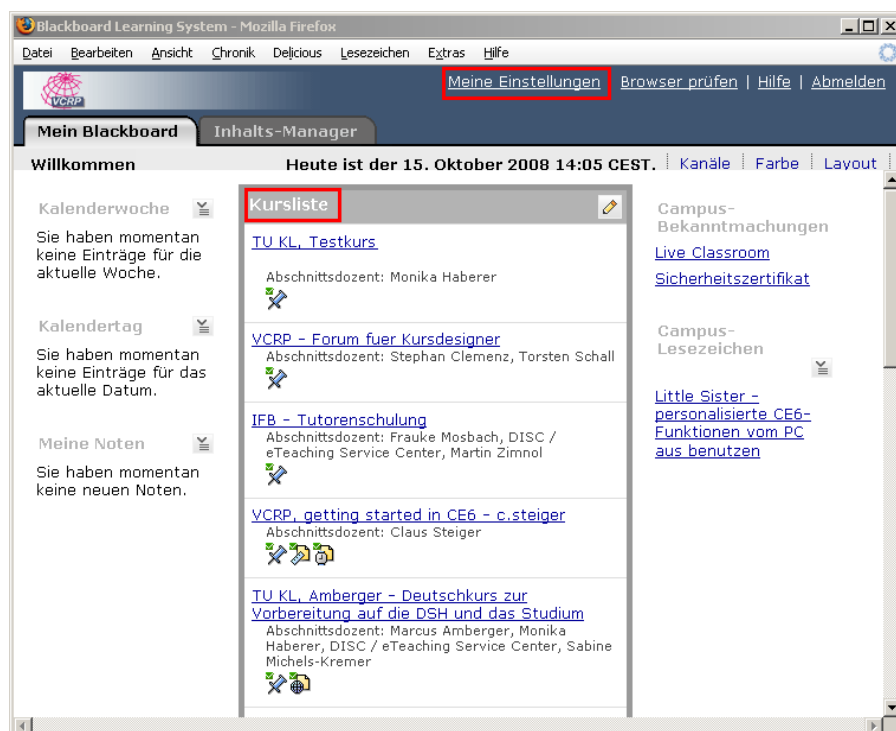 Blackboard Learning System - Mozilla Firefox
Datei Bearbeiten Ansicht Chronik Delicious Lesezeichen Extras Hilfe
VCRP
Meine Einstellungen Browser prüfen | Hilfe | Abmelden
Mein Blackboard Inhalts-Manager
Willkommen Heute ist der 15. Oktober 2008 14:05 CEST. Kanäle Farbe Layout
Kalenderwoche
Sie haben momentan
keine Einträge für die
aktuelle Woche.
Kalendertag
Sie haben momentan
keine Einträge für das
aktuelle Datum.
Meine Noten
Sie haben momentan
keine neuen Noten.
Kursliste
TU KL, Testkurs
Abschnittsdozent: Monika Haberer
VCRP - Forum fuer Kursdesigner
Abschnittsdozent: Stephan Clemenz, Torsten Schall
IFB - Tutorenschulung
Abschnittsdozent: Frauke Mosbach, DISC /
eTeaching Service Center, Martin Zimnol
VCRP, getting started in CE6 - c.steiger
Abschnittsdozent: Claus Steiger
TU KL, Amberger - Deutschkurs zur
Vorbereitung auf die DSH und das Studium
Abschnittsdozent: Marcus Amberger, Monika
Haberer, DISC / eTeaching Service Center, Sabine
Michels-Kremer
Campus-
Bekanntmachungen
Live Classroom
Sicherheitszertifikat
Campus-
Lesezeichen
Little Sister -
personalisierte CE6-
Funktionen vom PC
aus benutzen